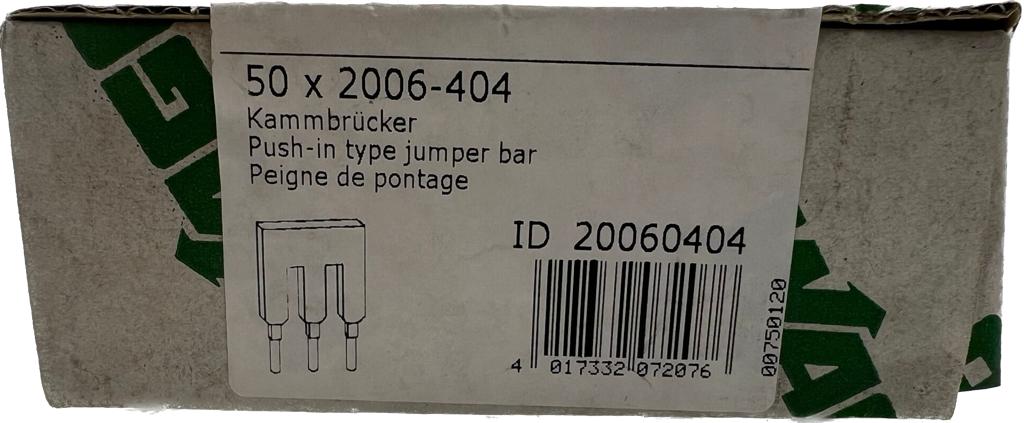 50 x 2006-404
Kammbrücker
Push-in type jumper bar
Peigne de pontage
ID 20060404
4 017332 072076
00750120